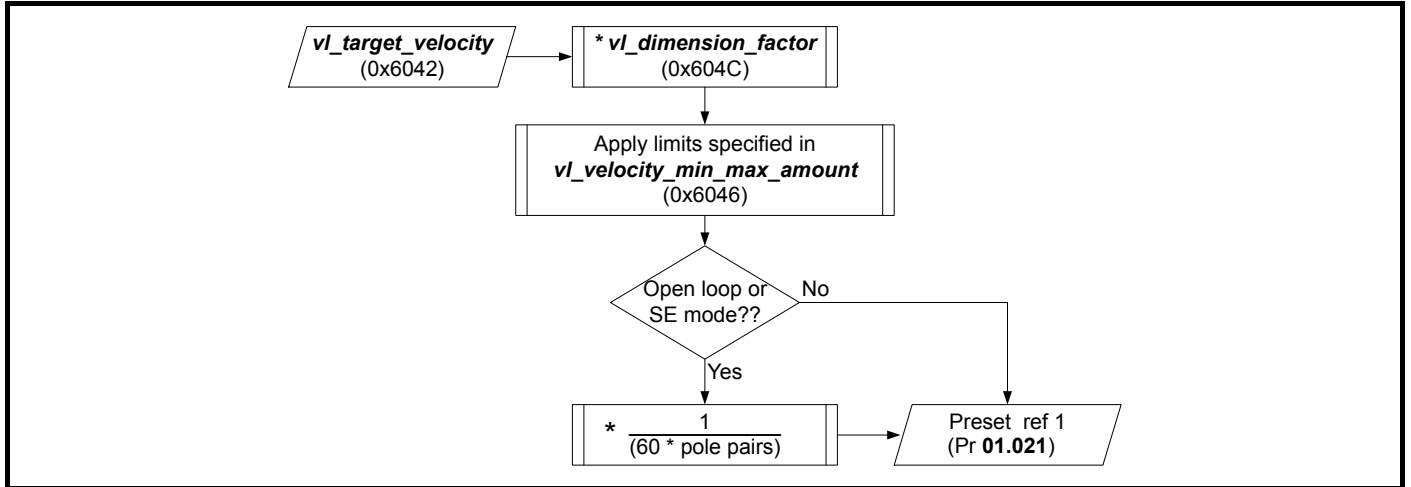 vl_target_velocity
(0x6042)
* vl_dimension_factor
(0x604C)
Apply limits specified in
vl_velocity_min_max_amount
(0x6046)
Open loop or
SE mode??
No
Yes
* 1
(60 * pole pairs)
Preset ref 1
(Pr 01.021)